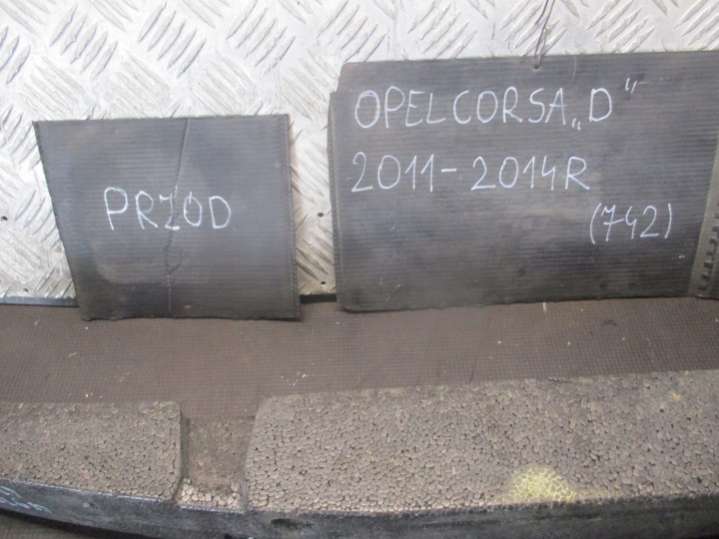 PRZOD
OPEL CORSA „D”
2011-2014R
(742)